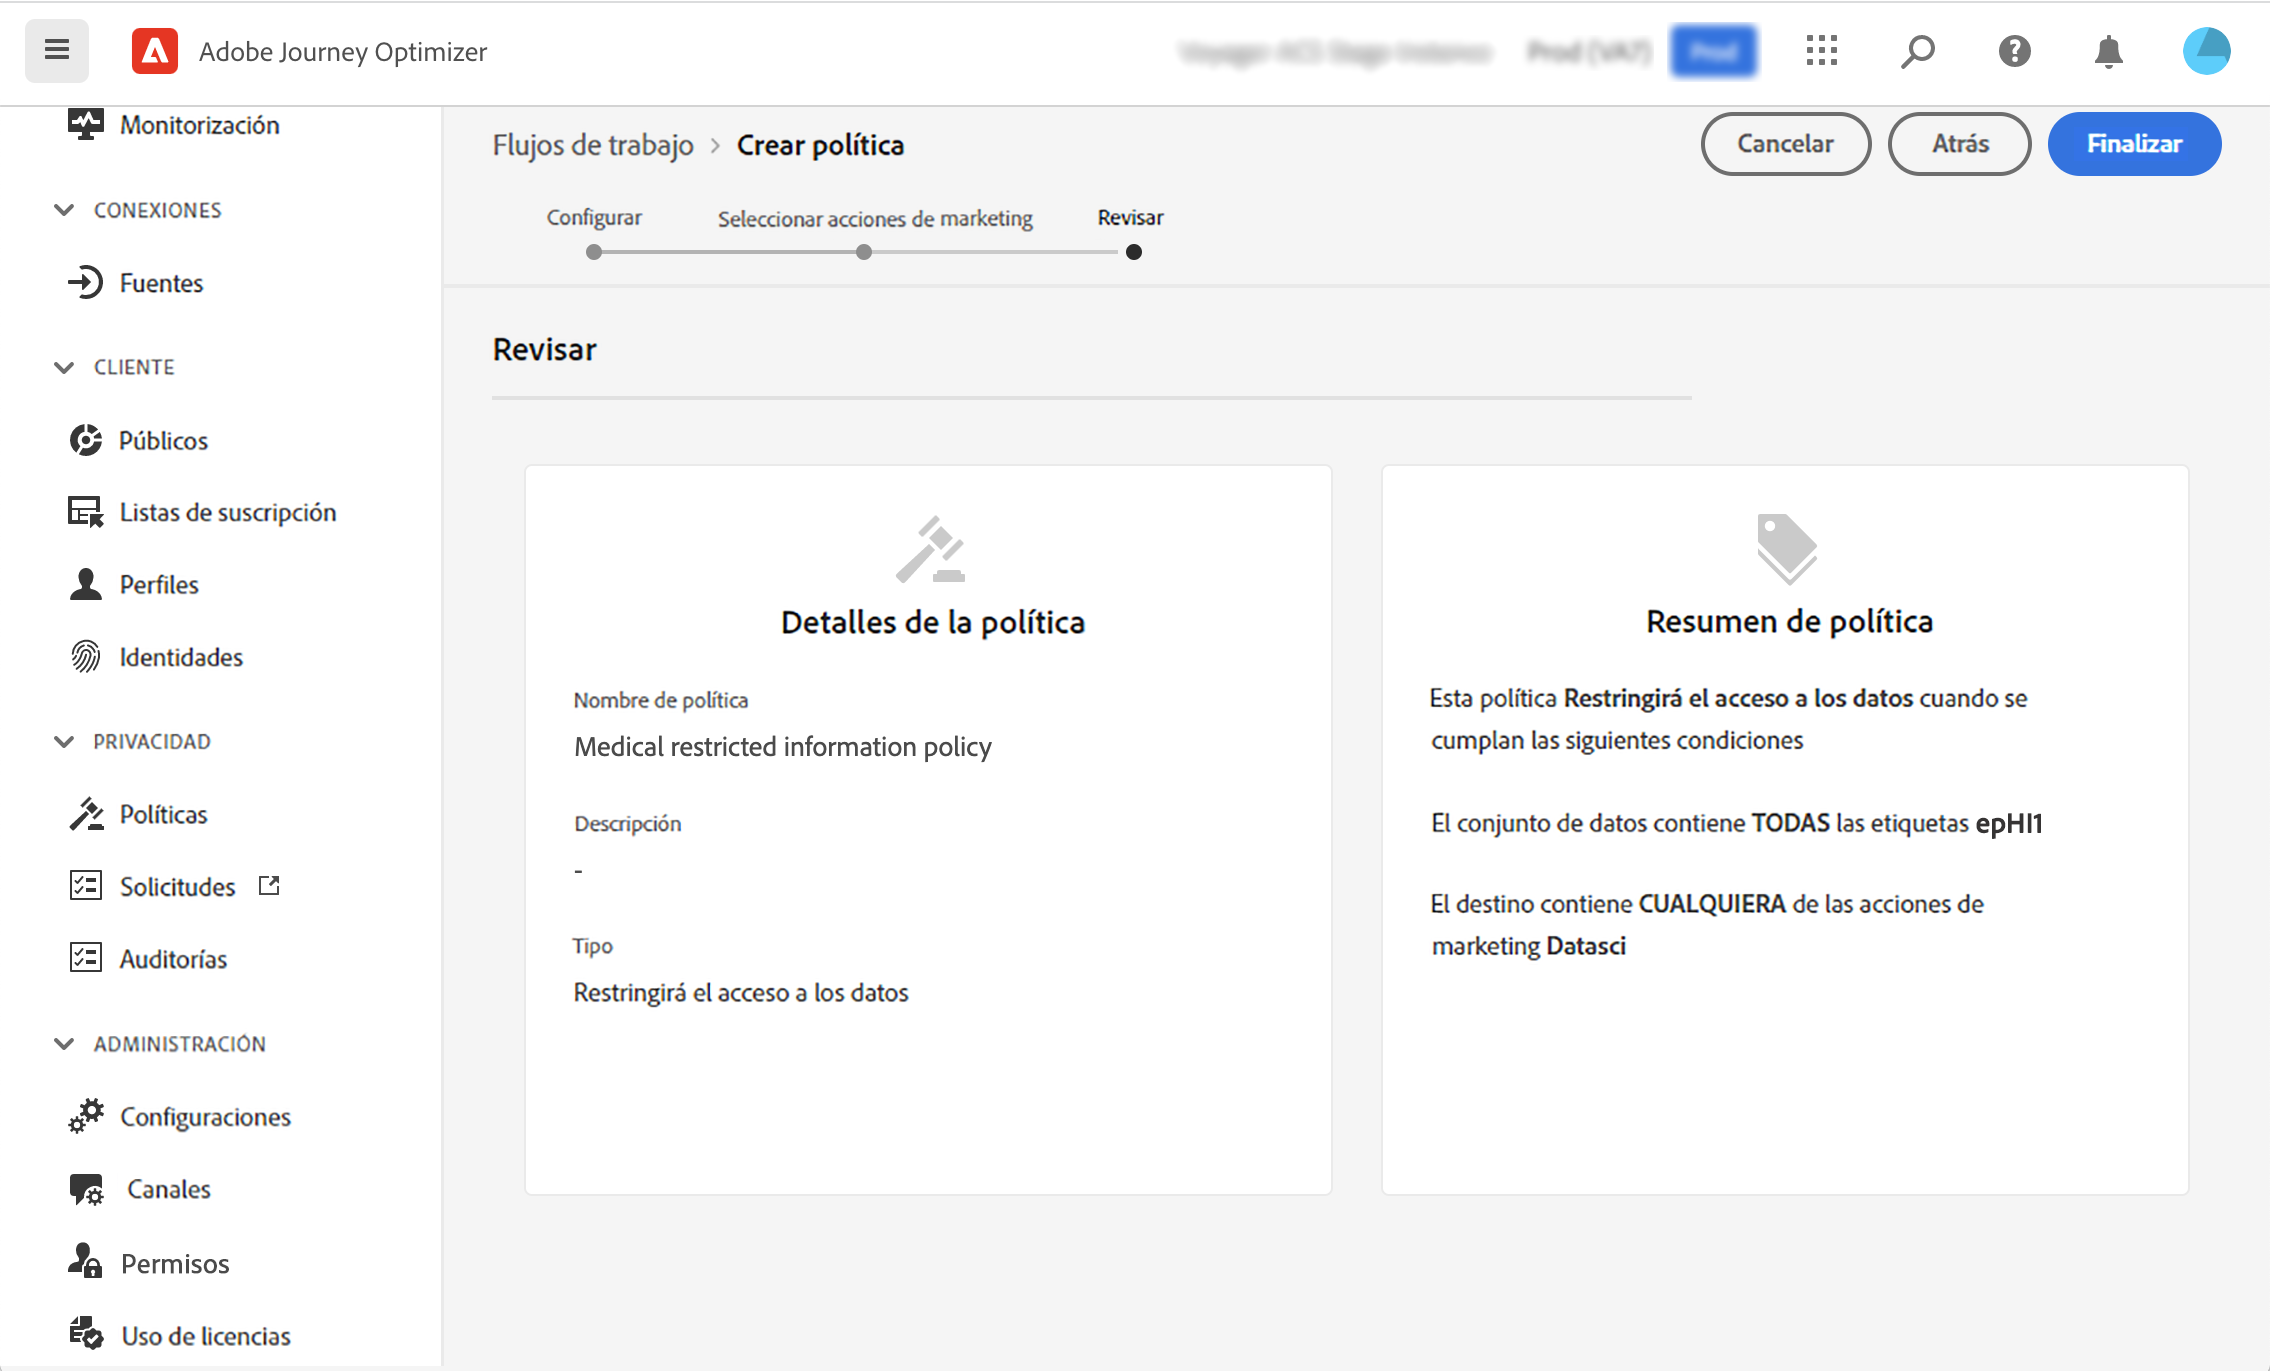 Adobe Journey Optimizer
Monitorización
CONEXIONES
Fuentes
CLIENTE
Públicos
Listas de suscripción
Perfiles
Identidades
PRIVACIDAD
Políticas
Solicitudes
Auditorías
ADMINISTRACIÓN
Configuraciones
Canales
Permisos
Uso de licencias
Flujos de trabajo > Crear política
Cancelar
Atrás
Finalizar
Configurar
Seleccionar acciones de marketing
Revisar
Revisar
Detalles de la política
Nombre de política
Medical restricted information policy
Descripción
-
Tipo
Restringirá el acceso a los datos
Resumen de política
Esta política Restringirá el acceso a los datos cuando se
cumplan las siguientes condiciones
El conjunto de datos contiene TODAS las etiquetas epHI1
El destino contiene CUALQUIERA de las acciones de
marketing Datasci